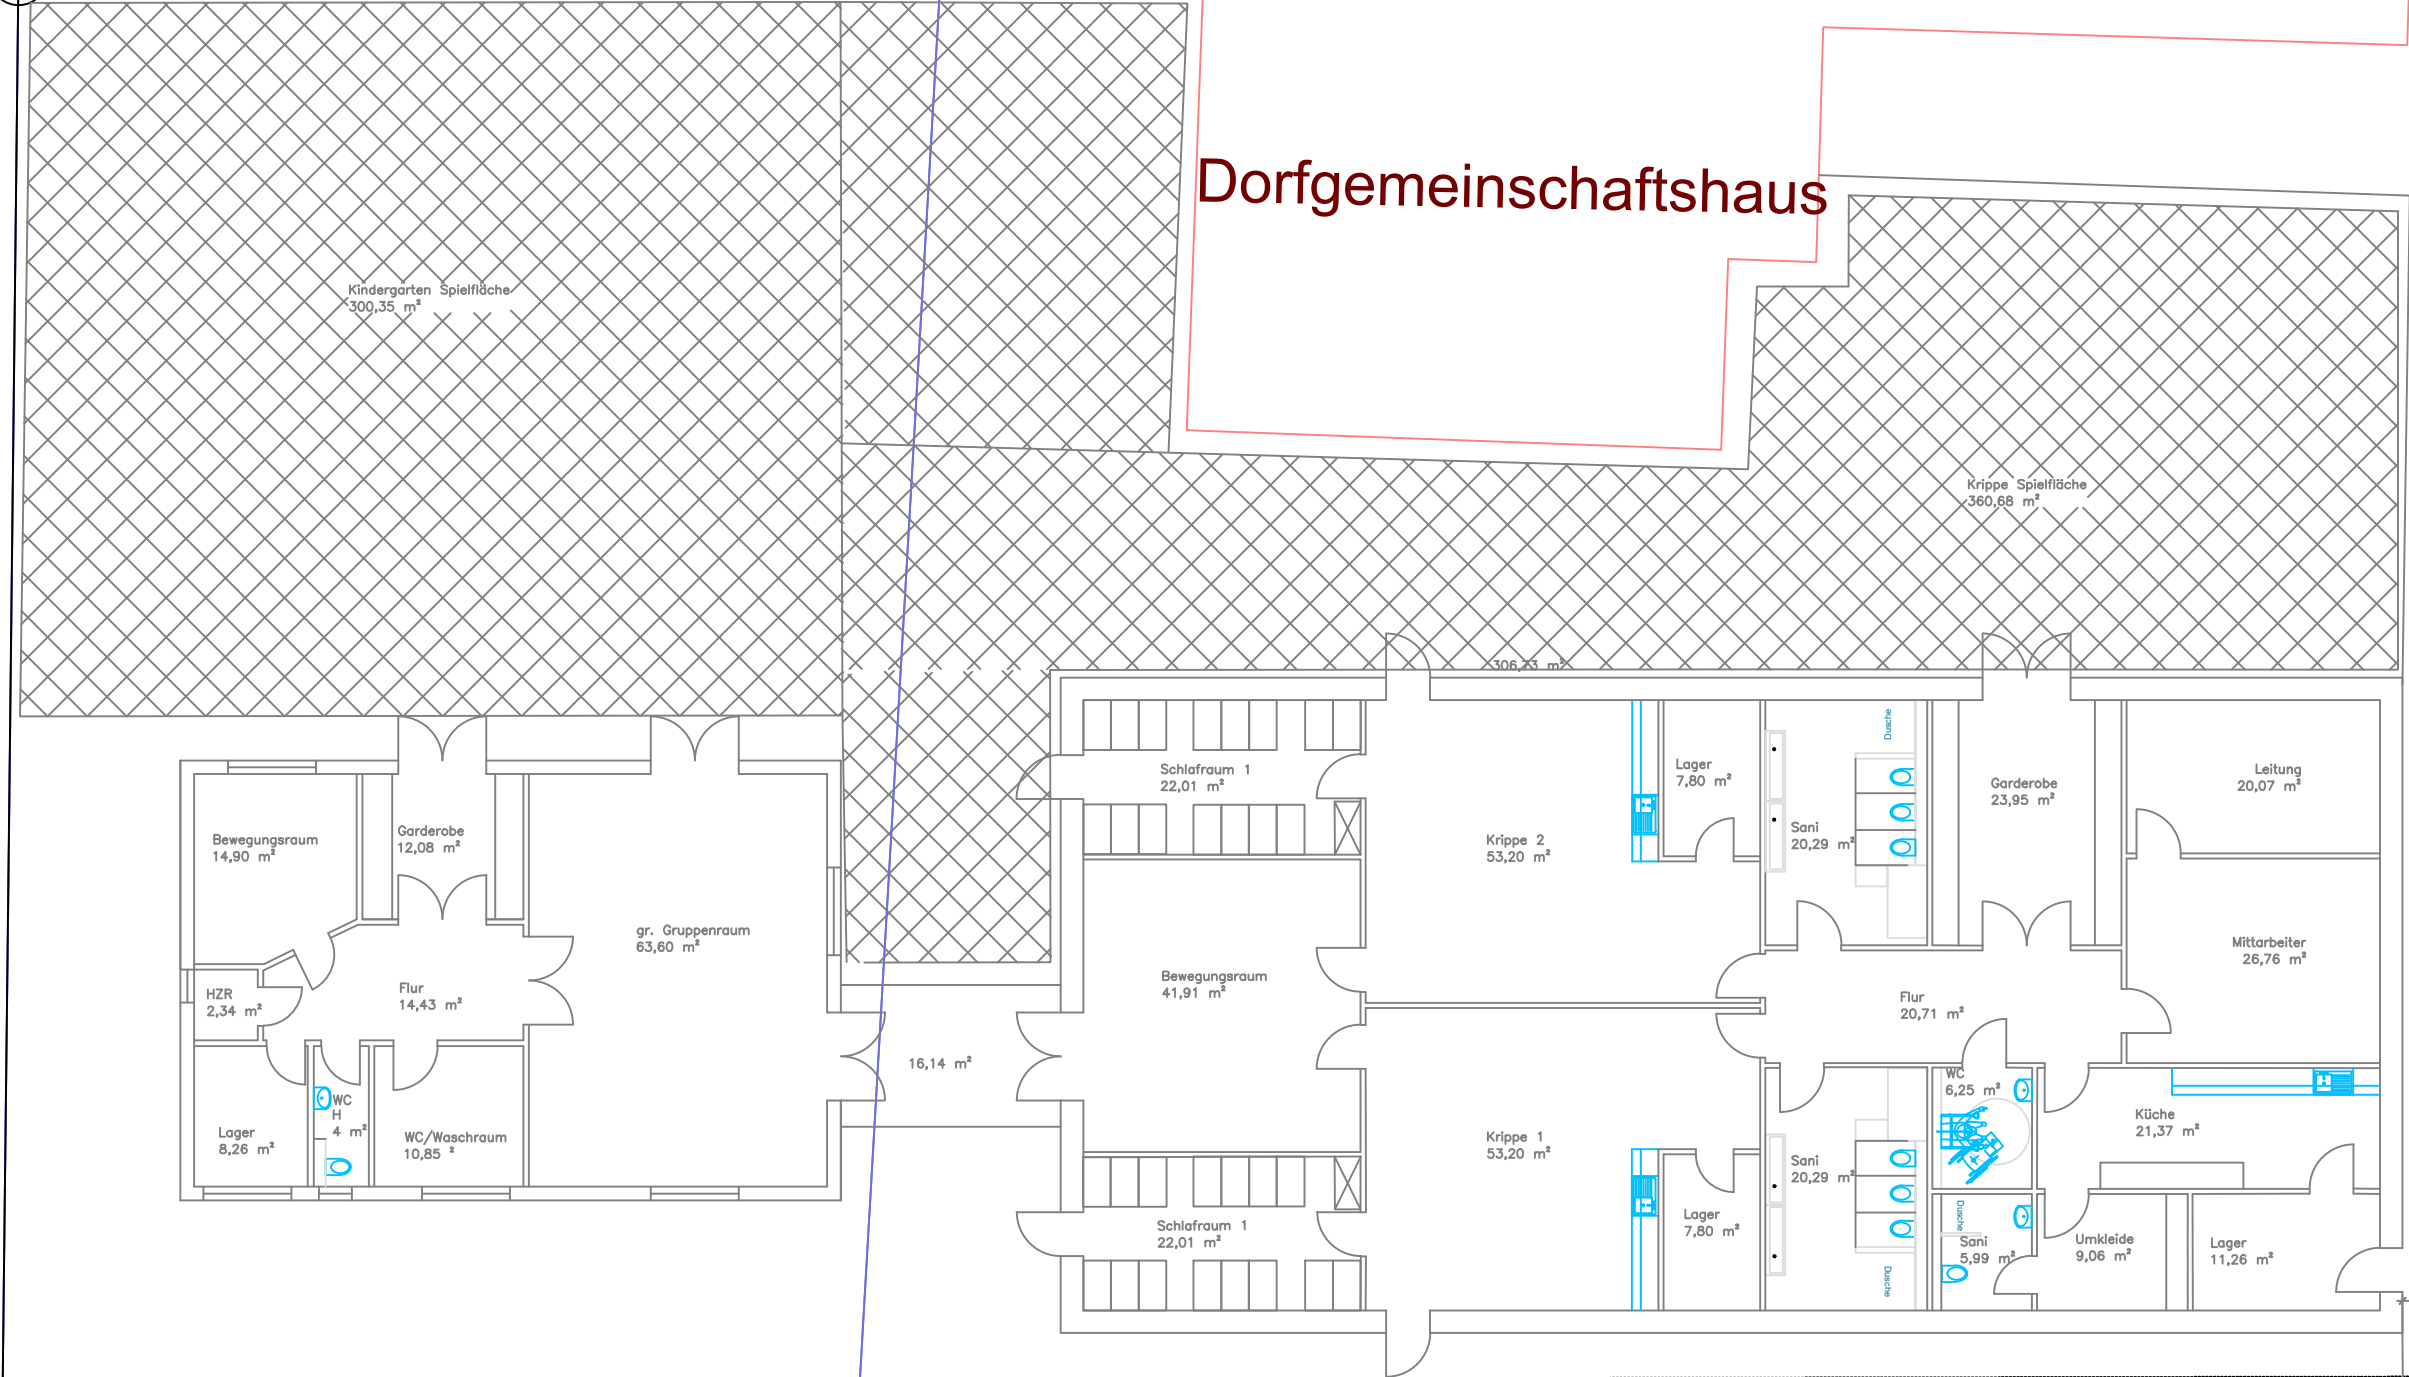 Dorfgemeinschaftshaus
Kindergarten Spielfläche
300,35 m²
Krippe Spielfläche
360,68 m²
306,73 m²
Bewegungsraum
14,90 m²
Garderobe
12,08 m²
gr. Gruppenraum
63,60 m²
HZR
2,34 m²
Flur
14,43 m²
Lager
8,26 m²
WC
H
4 m²
WC/Waschraum
10,85 ²
16,14 m²
Schlafraum 1
22,01 m²
Bewegungsraum
41,91 m²
Schlafraum 1
22,01 m²
Krippe 2
53,20 m²
Krippe 1
53,20 m²
Lager
7,80 m²
Lager
7,80 m²
Dusche
Sani
20,29 m²
Sani
20,29 m²
Dusche
Garderobe
23,95 m²
Leitung
20,07 m²
Mittarbeiter
26,76 m²
Flur
20,71 m²
WC
6,25 m²
Küche
21,37 m²
Dusche
Sani
5,99 m²
Umkleide
9,06 m²
Lager
11,26 m²